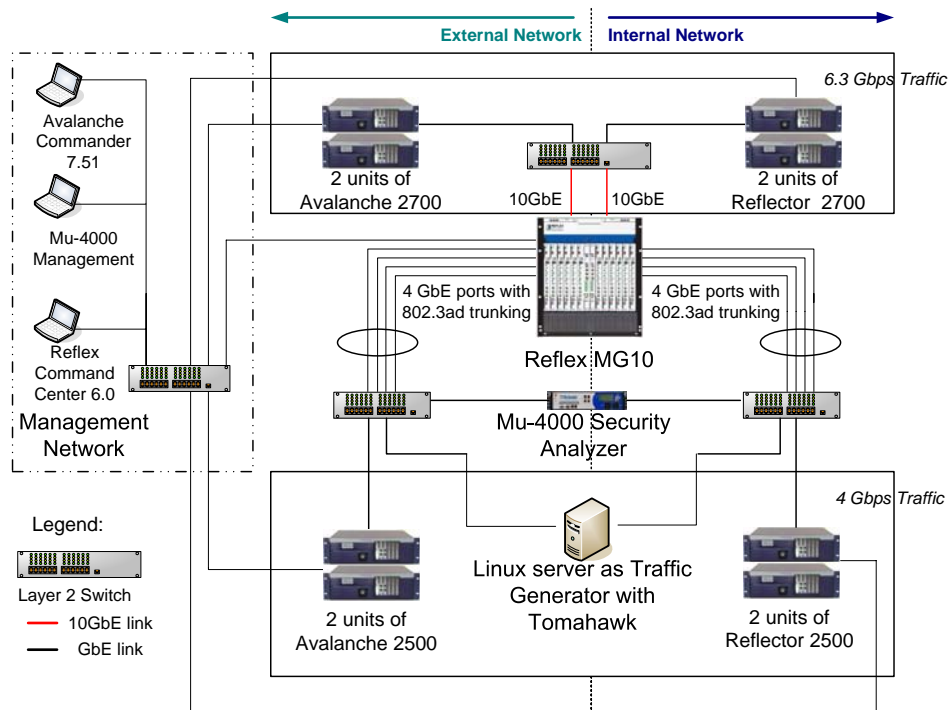 External Network
Internal Network
6.3 Gbps Traffic
Avalanche
Commander
7.51
2 units of
Avalanche 2700
2 units of
Reflector 2700
10GbE
10GbE
Mu-4000
Management
4 GbE ports with
802.3ad trunking
4 GbE ports with
802.3ad trunking
Reflex MG10
Reflex
Command
Center 6.0
Management
Network
Mu-4000 Security
Analyzer
4 Gbps Traffic
Legend:
Layer 2 Switch
10GbE link
GbE link
2 units of
Avalanche 2500
Linux server as Traffic
Generator with
Tomahawk
2 units of
Reflector 2500